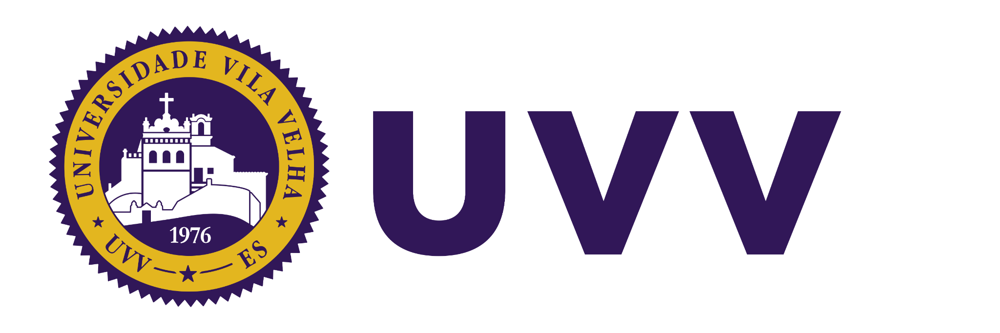 UNIVERSIDADE VILA VELHA
1976
UVV ES
UVV